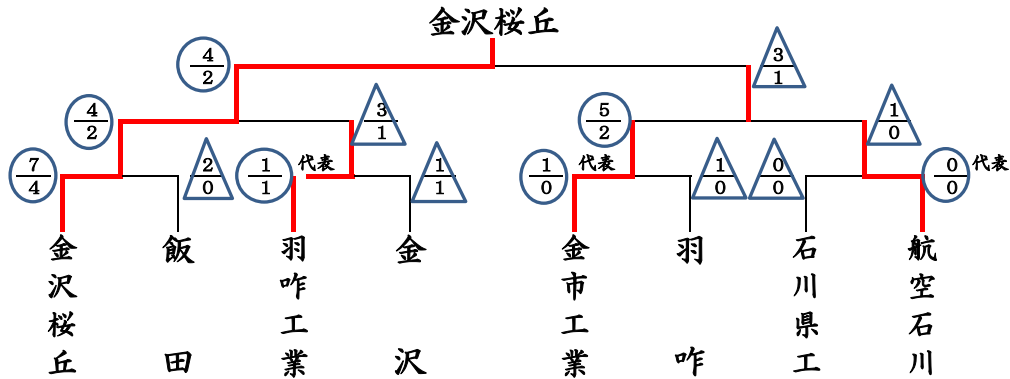 金沢桜丘
4/2
3/1
4/2
3/1
5/2
1/0
7/4
2/0
1/1 代表
1/1
1/0 代表
1/0
0/0
0/0 代表
金沢桜丘
飯田
羽咋工業
金沢
金市工業
羽咋
石川県工
航空石川